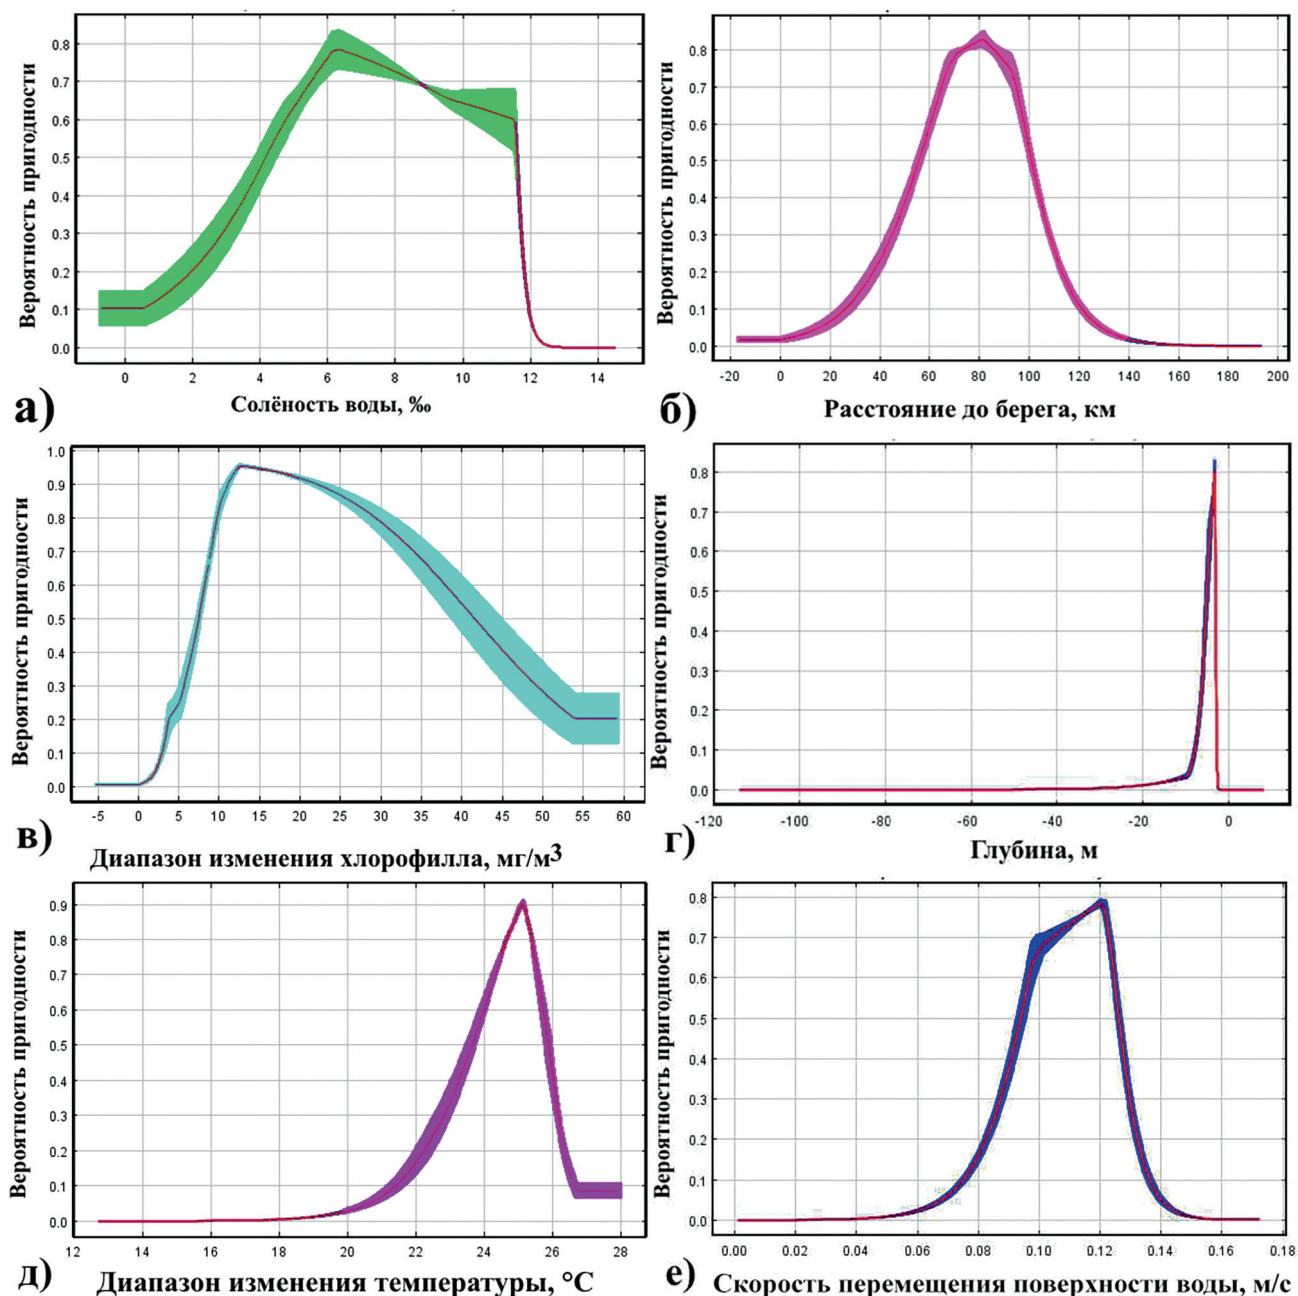 Вероятность пригодности
0.8
0.7
0.6
0.5
0.4
0.3
0.2
0.1
0.0
0 2 4 6 8 10 12 14
а)
Солёность воды, ‰
Вероятность пригодности
0.8
0.7
0.6
0.5
0.4
0.3
0.2
0.1
0.0
-20 0 20 40 60 80 100 120 140 160 180 200
б)
Расстояние до берега, км
Вероятность пригодности
1.0
0.9
0.8
0.7
0.6
0.5
0.4
0.3
0.2
0.1
0.0
-5 0 5 10 15 20 25 30 35 40 45 50 55 60
в)
Диапазон изменения хлорофилла, мг/м³
Вероятность пригодности
0.8
0.7
0.6
0.5
0.4
0.3
0.2
0.1
0.0
-120 -100 -80 -60 -40 -20 0
г)
Глубина, м
Вероятность пригодности
0.9
0.8
0.7
0.6
0.5
0.4
0.3
0.2
0.1
0.0
12 14 16 18 20 22 24 26 28
д)
Диапазон изменения температуры, °C
Вероятность пригодности
0.8
0.7
0.6
0.5
0.4
0.3
0.2
0.1
0.0
0.00 0.02 0.04 0.06 0.08 0.10 0.12 0.14 0.16 0.18
е)
Скорость перемещения поверхности воды, м/с